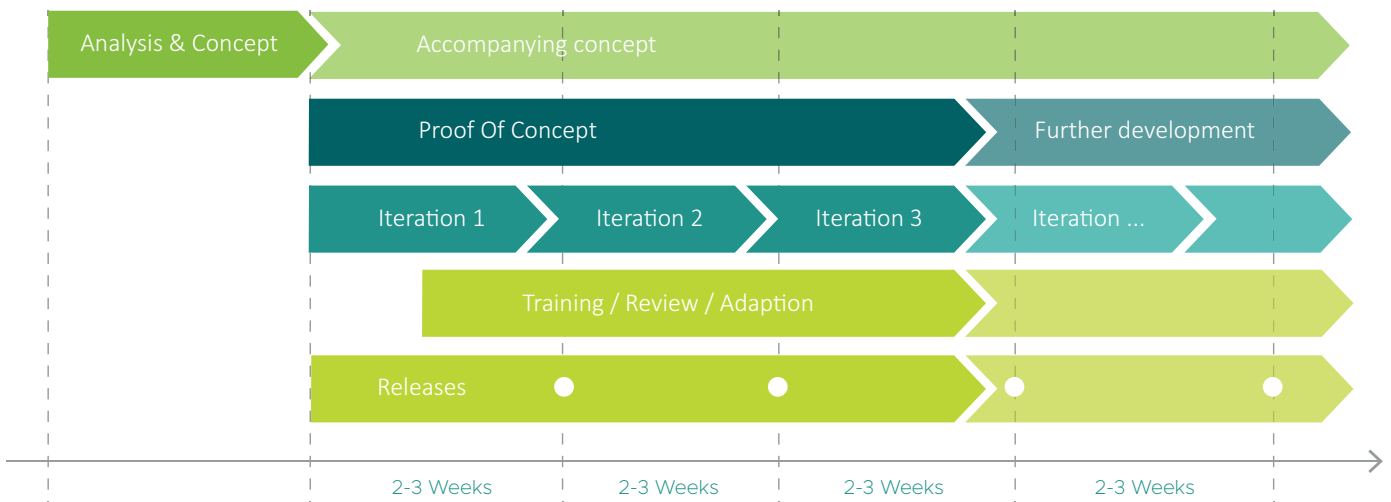 Analysis & Concept
Accompanying concept
Proof Of Concept
Further development
Iteration 1
Iteration 2
Iteration 3
Iteration ...
Training / Review / Adaption
Releases
2-3 Weeks
2-3 Weeks
2-3 Weeks
2-3 Weeks